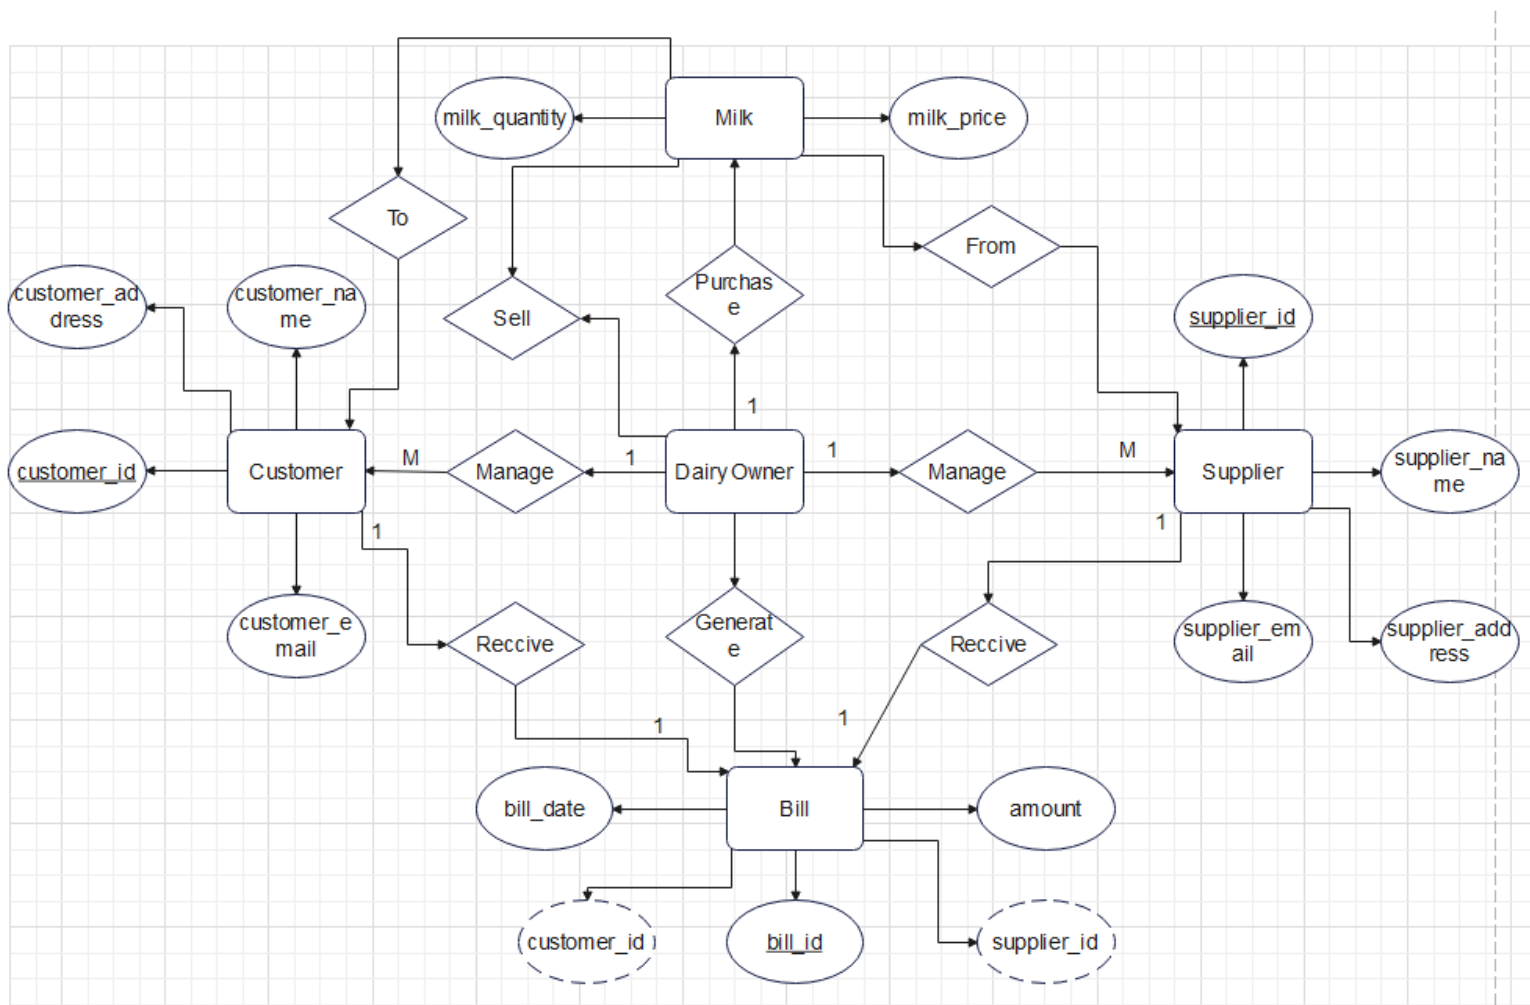 milk_quantity
Milk
milk_price
To
From
customer_ad
dress
customer_na
me
Sell
Purchas
e
supplier_id
1
customer_id
Customer
M
Manage
1
Dairy Owner
1
Manage
M
Supplier
supplier_na
me
1
1
customer_e
mail
Reccive
Generat
e
Reccive
supplier_em
ail
supplier_add
ress
1
1
bill_date
Bill
amount
customer_id
bill_id
supplier_id